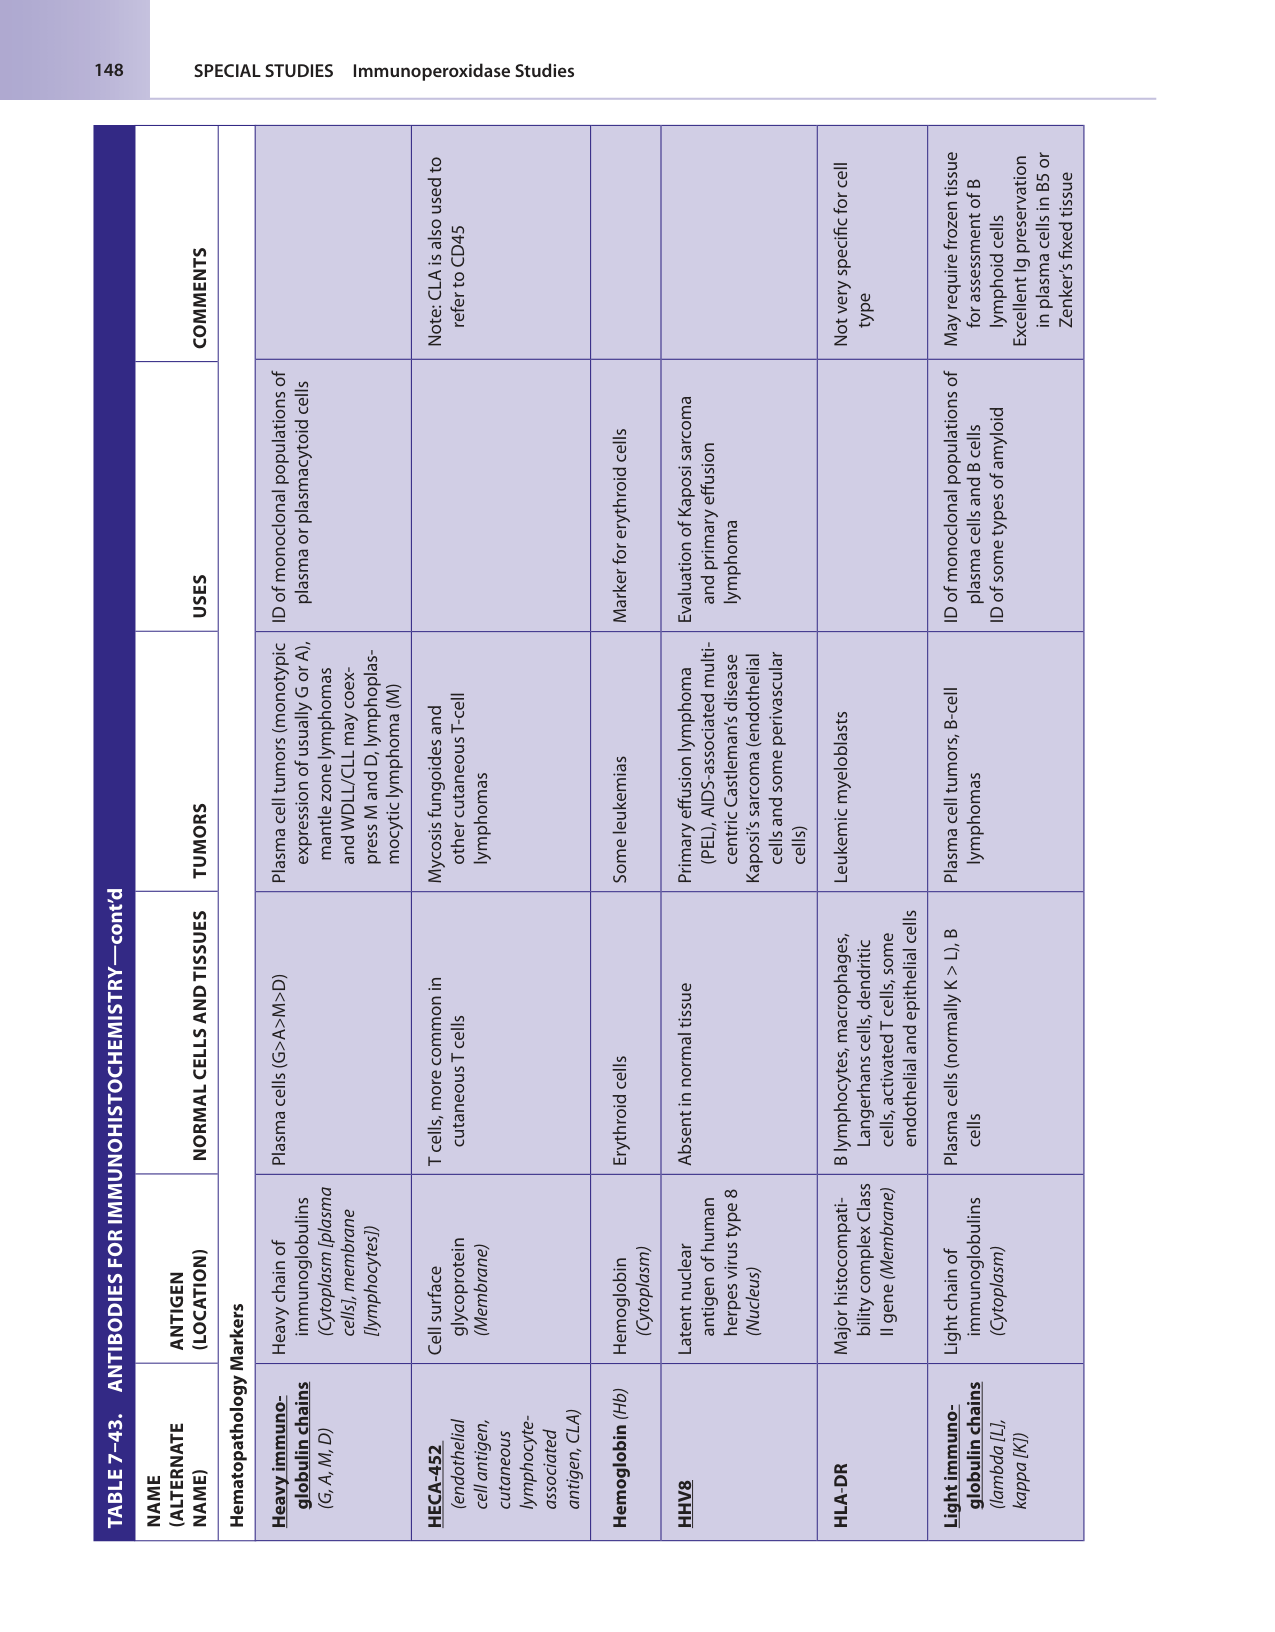 148
SPECIAL STUDIES Immunoperoxidase Studies
TABLE 7–43. ANTIBODIES FOR IMMUNOHISTOCHEMISTRY—cont’d
NAME
(ALTERNATE
NAME)
ANTIGEN
(LOCATION)
NORMAL CELLS AND TISSUES
TUMORS
USES
COMMENTS
Hematopathology Markers
Heavy immuno-
globulin chains
(G, A, M, D)
Heavy chain of
immunoglobulins
(Cytoplasm [plasma
cells], membrane
[lymphocytes])
Plasma cells (G>A>M>D)
Plasma cell tumors (monotypic
expression of usually G or A),
mantle zone lymphomas
and WDLL/CLL may coex-
press M and D, lymphoplas-
mocytic lymphoma (M)
ID of monoclonal populations of
plasma or plasmacytoid cells
HECA-452
(endothelial
cell antigen,
cutaneous
lymphocyte-
associated
antigen, CLA)
Cell surface
glycoprotein
(Membrane)
T cells, more common in
cutaneous T cells
Mycosis fungoides and
other cutaneous T-cell
lymphomas
Note: CLA is also used to
refer to CD45
Hemoglobin (Hb)
Hemoglobin
(Cytoplasm)
Erythroid cells
Some leukemias
Marker for erythroid cells
HHV8
Latent nuclear
antigen of human
herpes virus type 8
(Nucleus)
Absent in normal tissue
Primary effusion lymphoma
(PEL), AIDS-associated multi-
centric Castleman’s disease
Kaposi’s sarcoma (endothelial
cells and some perivascular
cells)
Evaluation of Kaposi sarcoma
and primary effusion
lymphoma
HLA-DR
Major histocompati-
bility complex Class
II gene (Membrane)
B lymphocytes, macrophages,
Langerhans cells, dendritic
cells, activated T cells, some
endothelial and epithelial cells
Leukemic myeloblasts
Not very specific for cell
type
Light immuno-
globulin chains
(lambda [L],
kappa [K])
Light chain of
immunoglobulins
(Cytoplasm)
Plasma cells (normally K > L), B
cells
Plasma cell tumors, B-cell
lymphomas
ID of monoclonal populations of
plasma cells and B cells
ID of some types of amyloid
May require frozen tissue
for assessment of B
lymphoid cells
Excellent Ig preservation
in plasma cells in B5 or
Zenker’s fixed tissue